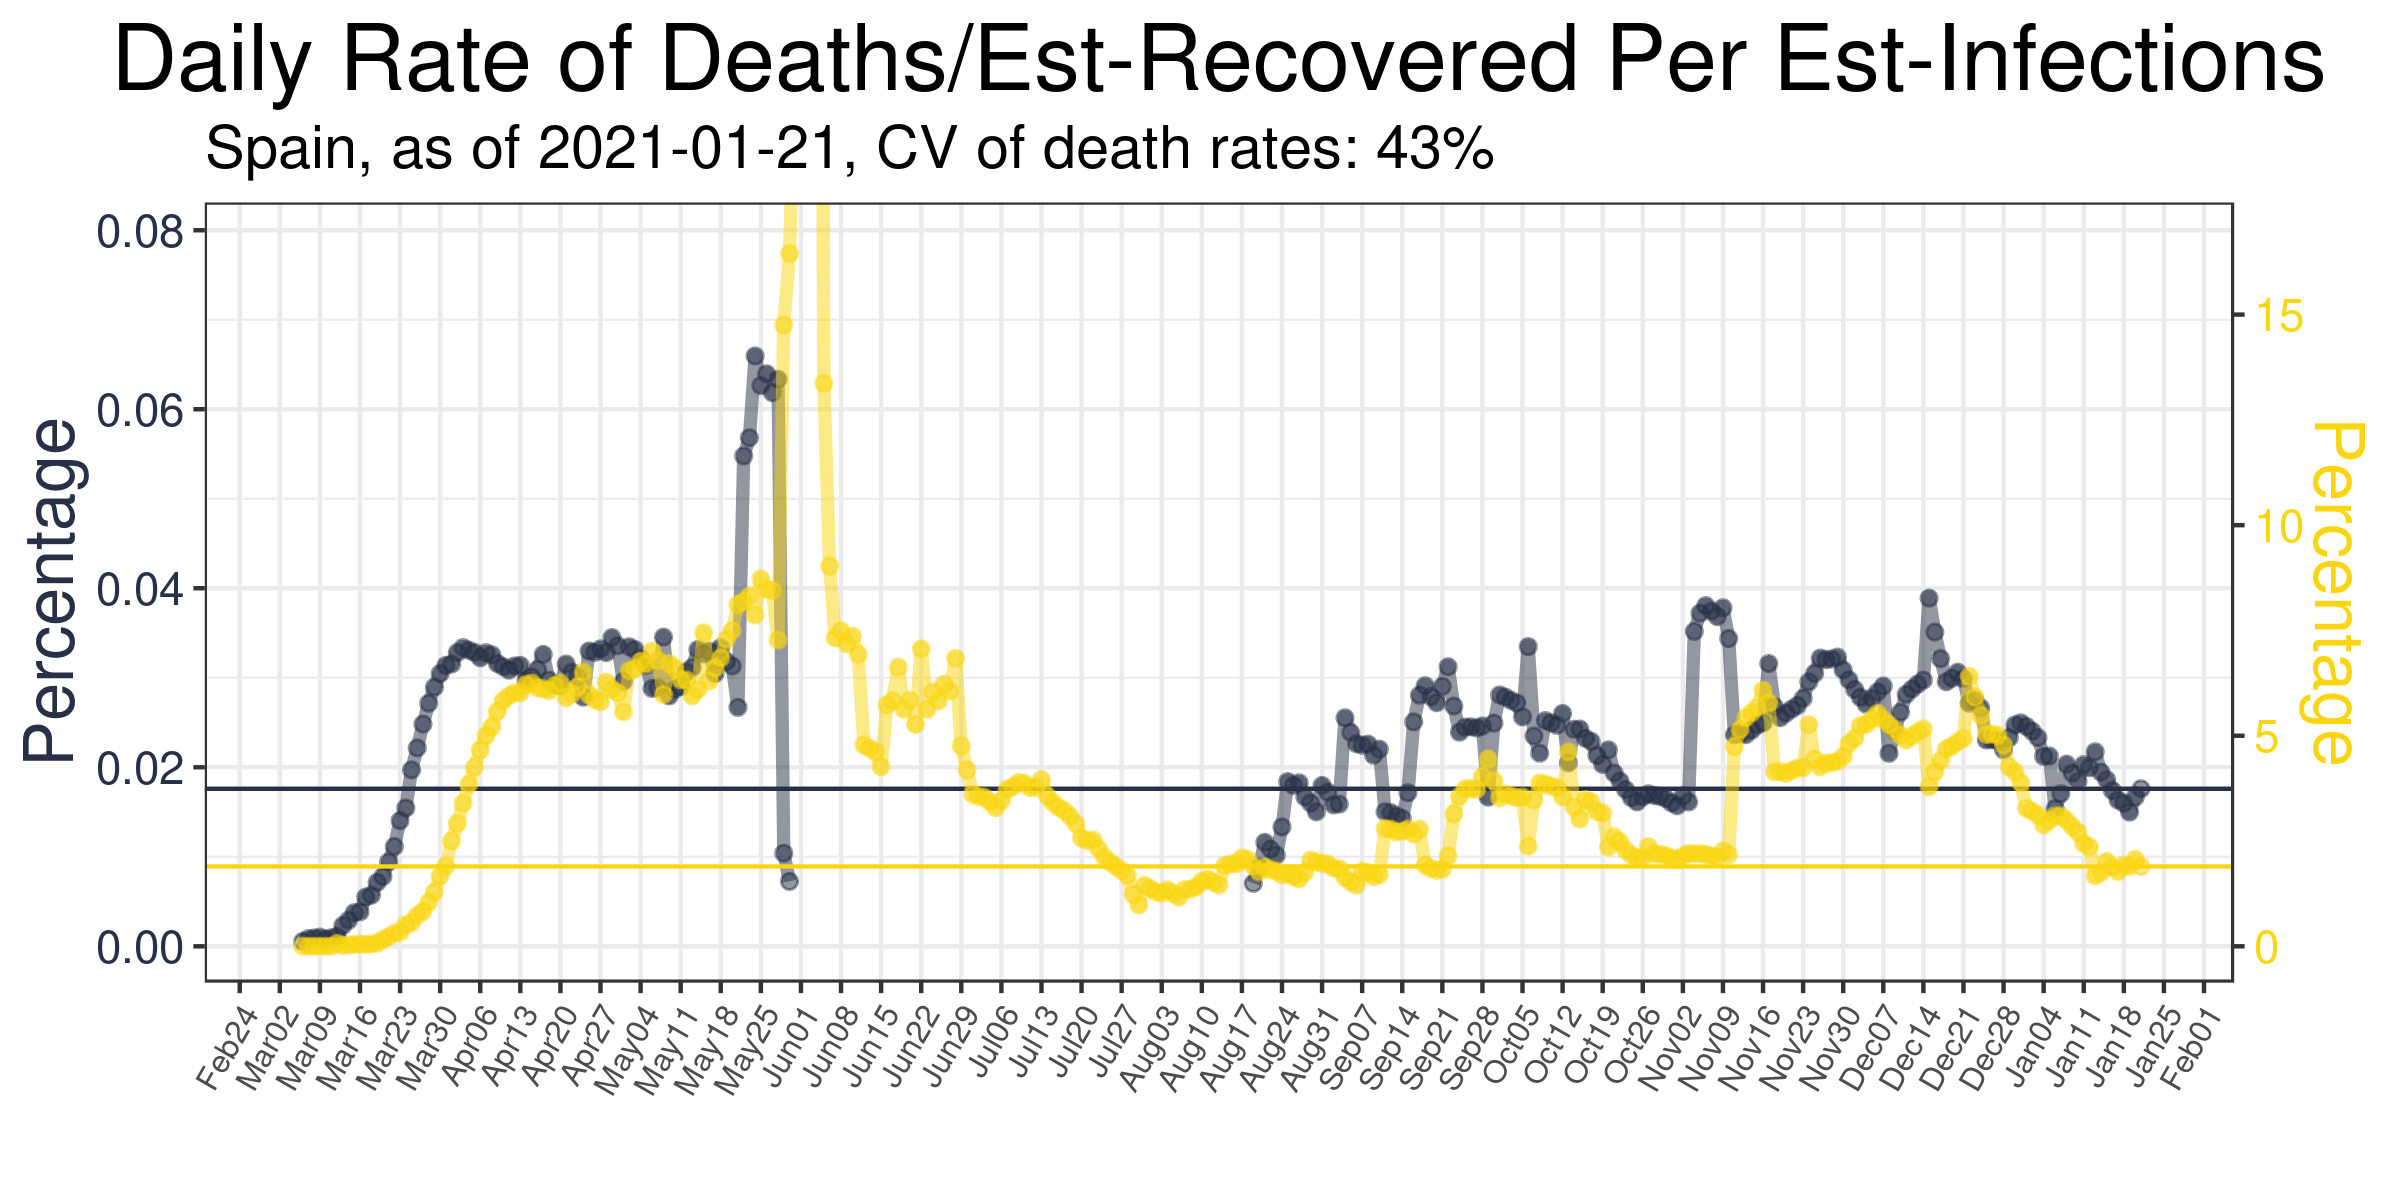 Daily Rate of Deaths/Est-Recovered Per Est-Infections
Spain, as of 2021-01-21, CV of death rates: 43%
Percentage
0.08
0.06
0.04
0.02
0.00
15
10
5
0
Percentage
Feb24
Mar02
Mar09
Mar16
Mar23
Mar30
Apr06
Apr13
Apr20
Apr27
May04
May11
May18
May25
Jun01
Jun08
Jun15
Jun22
Jun29
Jul06
Jul13
Jul20
Jul27
Aug03
Aug10
Aug17
Aug24
Aug31
Sep07
Sep14
Sep21
Sep28
Oct05
Oct12
Oct19
Oct26
Nov02
Nov09
Nov16
Nov23
Nov30
Dec07
Dec14
Dec21
Dec28
Jan04
Jan11
Jan18
Jan25
Feb01